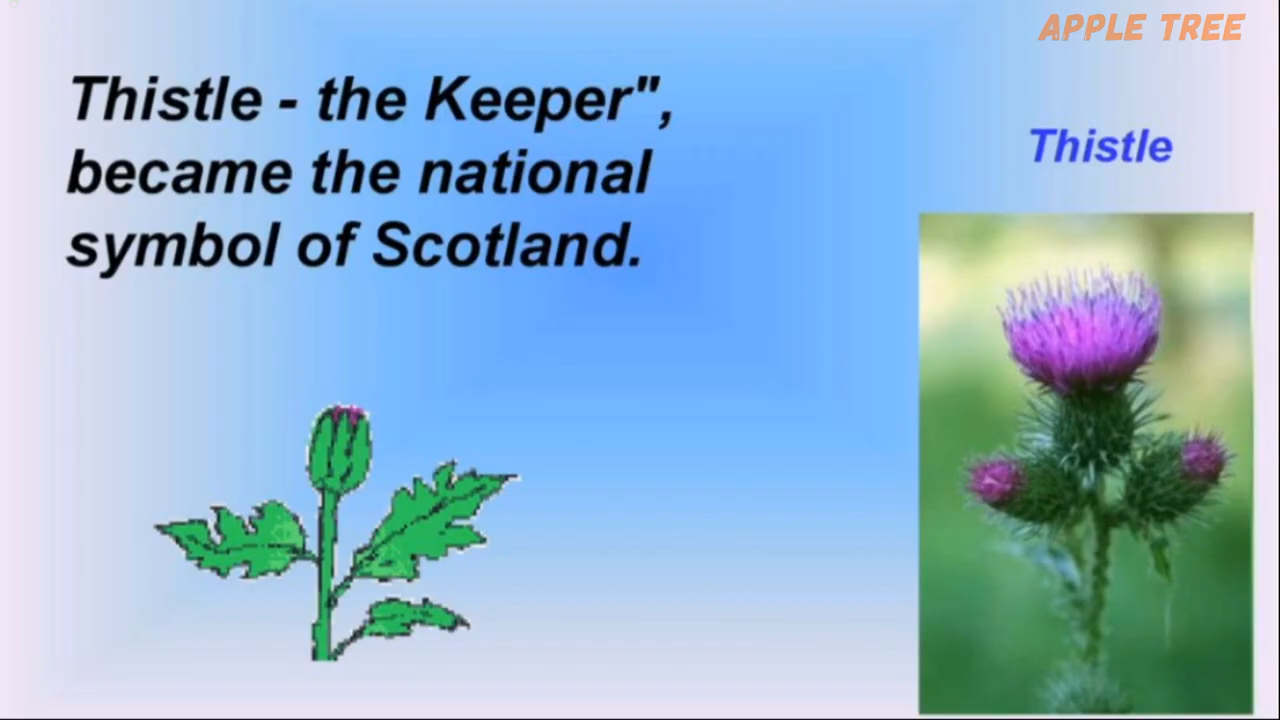 APPLE TREE
Thistle - the Keeper",
became the national
symbol of Scotland.
Thistle